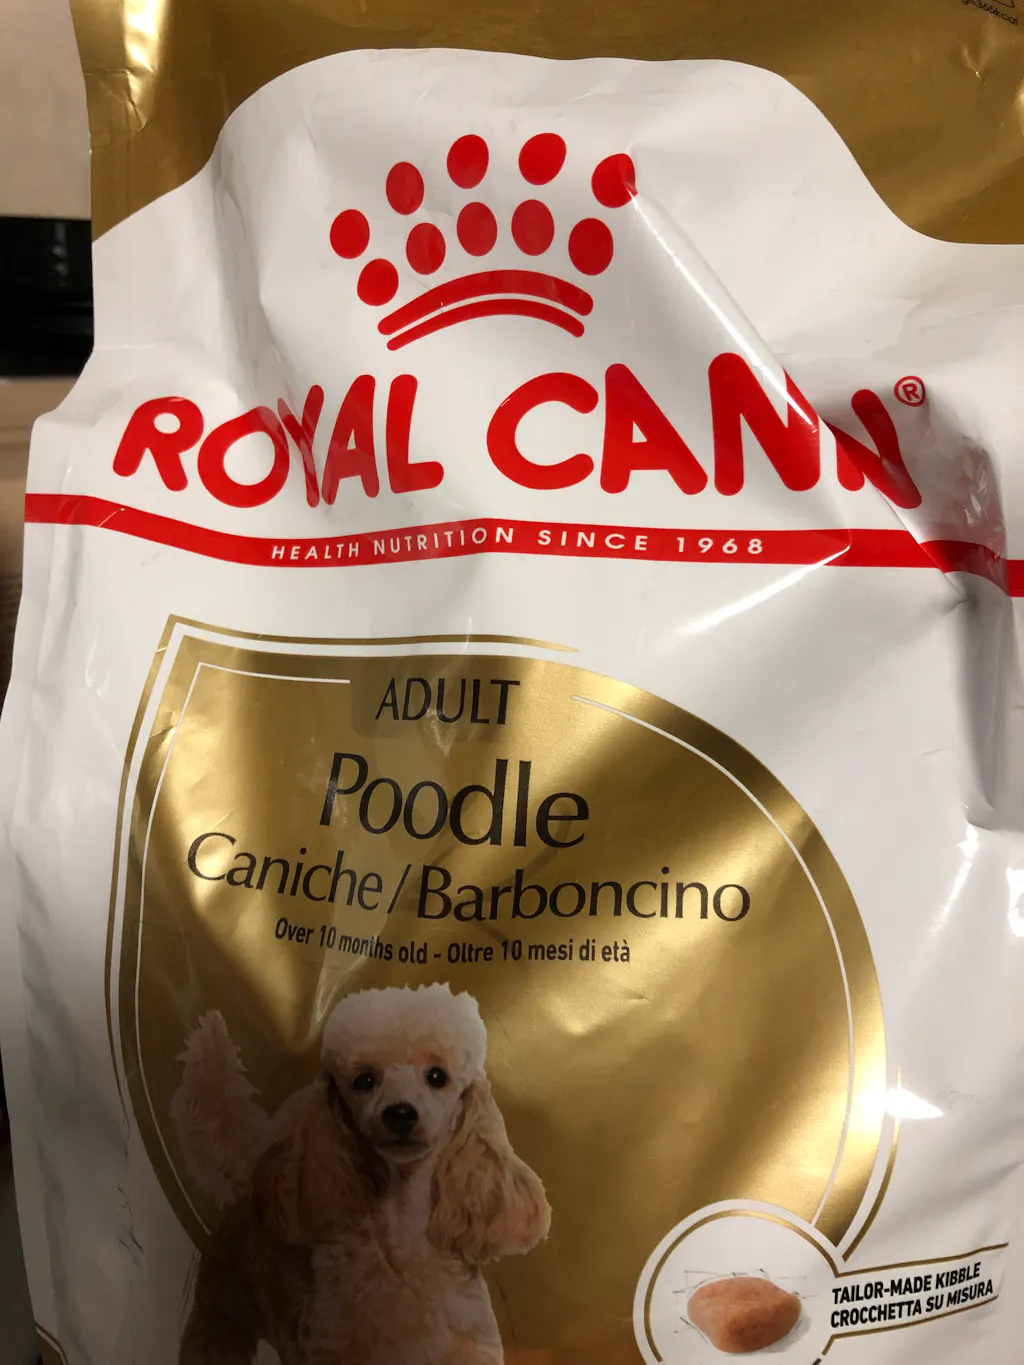 ROYAL CANIN®
HEALTH NUTRITION SINCE 1968
ADULT
Poodle
Caniche/Barboncino
Over 10 months old - Oltre 10 mesi di età
TAILOR-MADE KIBBLE
CROCCHETTA SU MISURA